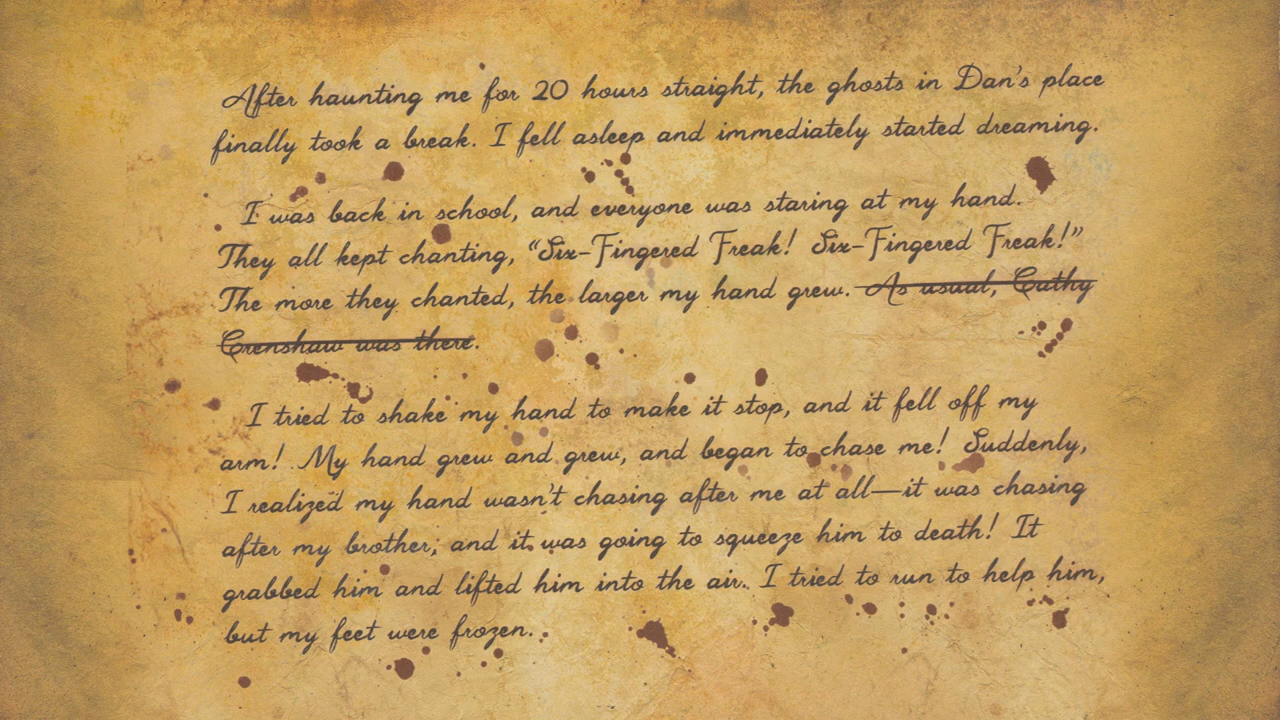 After haunting me for 20 hours straight, the ghosts in Dan's place
finally took a break. I fell asleep and immediately started dreaming.
I was back in school, and everyone was staring at my hand.
They all kept chanting, “Six-Fingered Freak! Six-Fingered Freak!”
The more they chanted, the larger my hand grew. As usual, Cathy
Crenshaw was there.
I tried to shake my hand to make it stop, and it fell off my
arm! My hand grew and grew, and began to chase me! Suddenly,
I realized my hand wasn't chasing after me at all—it was chasing
after my brother, and it was going to squeeze him to death! It
grabbed him and lifted him into the air. I tried to run to help him,
but my feet were frozen.